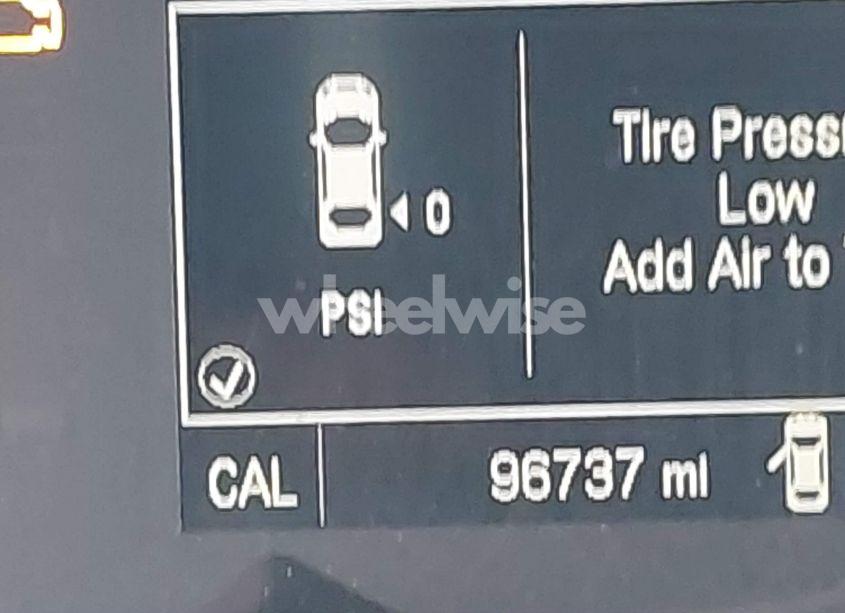 Tire Press
Low
Add Air to
0
PSI
wheelwise
CAL
96737 mi